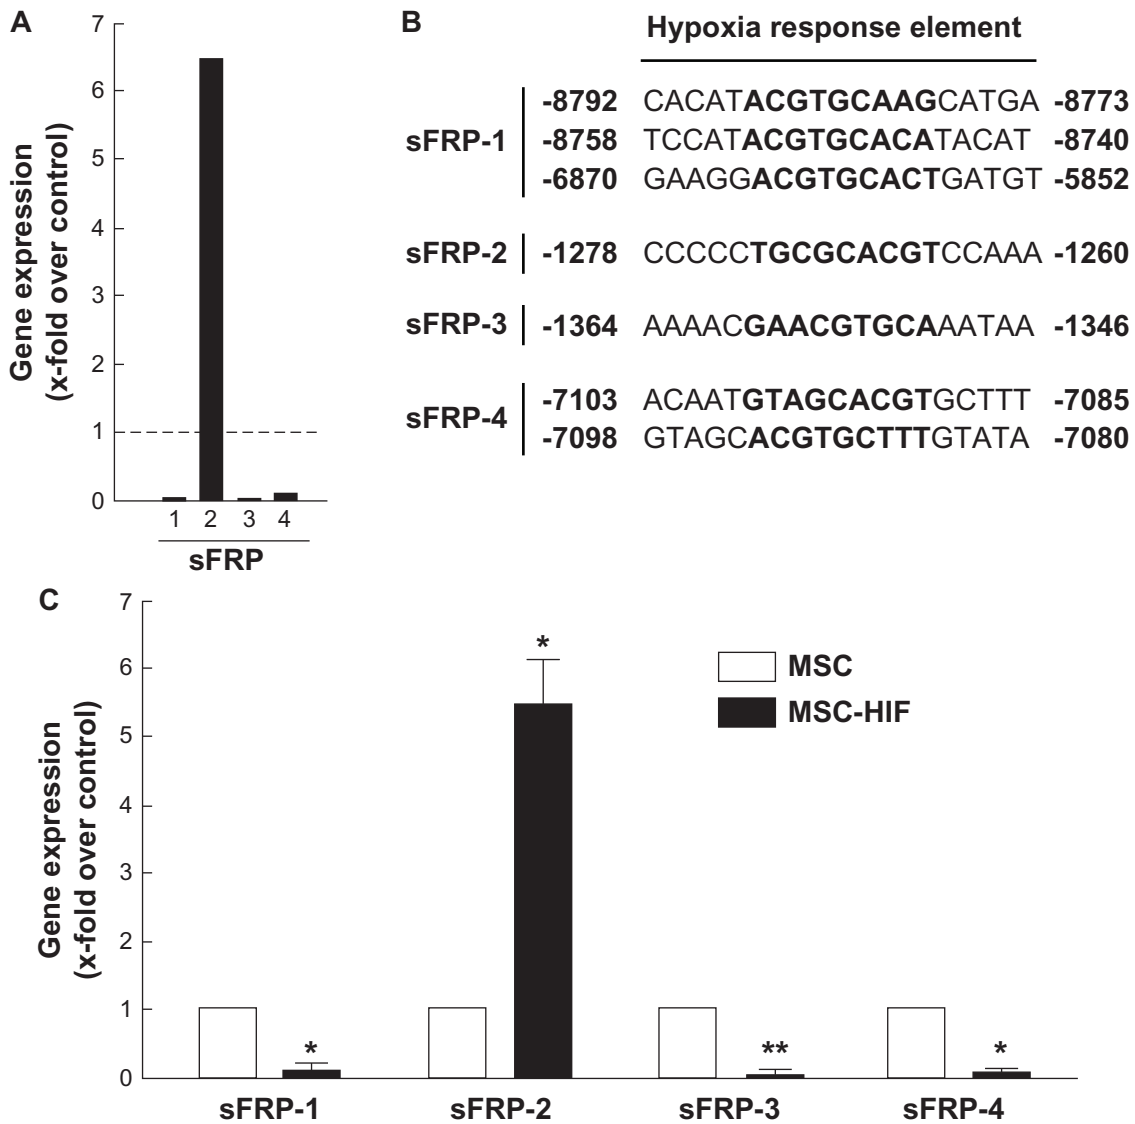 A
7
6
5
4
3
2
1
0
Gene expression
(x-fold over control)
1 2 3 4
sFRP
B
Hypoxia response element
sFRP-1
-8792 CACATACGTGCAAGCATGA -8773
-8758 TCCATACGTGCACATACAT -8740
-6870 GAAGGACGTGCACTGATGT -5852
sFRP-2 -1278 CCCCCTGCGCACGTCCAAA -1260
sFRP-3 -1364 AAAACGAACGTGCAAATAA -1346
sFRP-4
-7103 ACAATGTAGCACGTGCTTT -7085
-7098 GTAGCACGTGCTTTGTATA -7080
C
7
6
5
4
3
2
1
0
Gene expression
(x-fold over control)
*
*
**
*
MSC
MSC-HIF
sFRP-1 sFRP-2 sFRP-3 sFRP-4